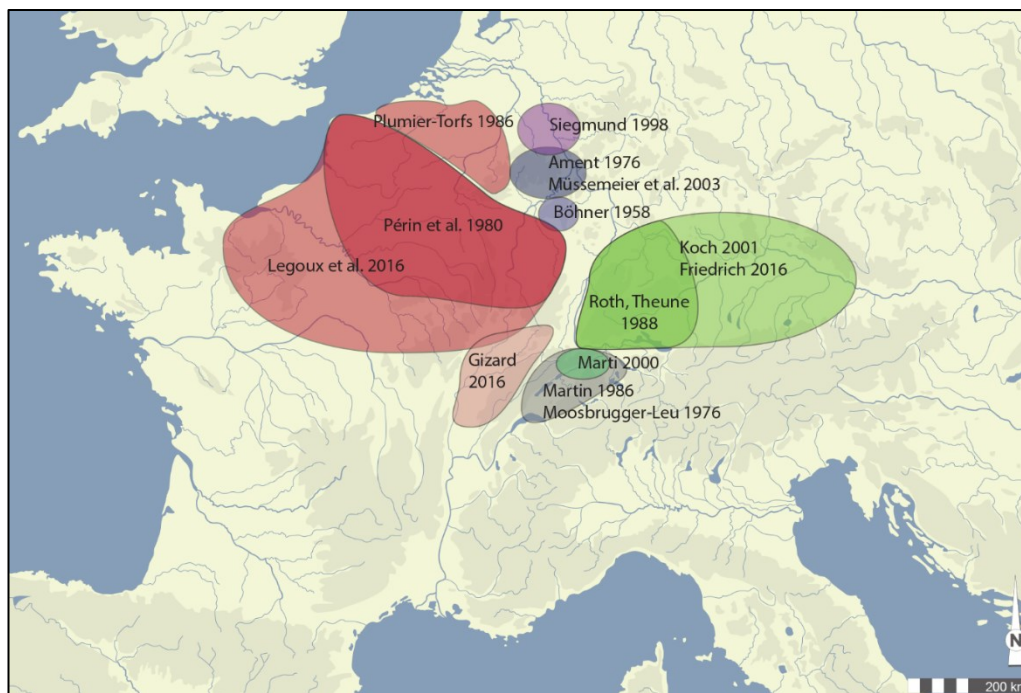 Plumier-Torfs 1986
Siegmund 1998
Ament 1976
Müssemeier et al. 2003
Böhner 1958
Périn et al. 1980
Legoux et al. 2016
Koch 2001
Friedrich 2016
Roth, Theune
1988
Gizard
2016
Marti 2000
Martin 1986
Moosbrugger-Leu 1976
N
200 km